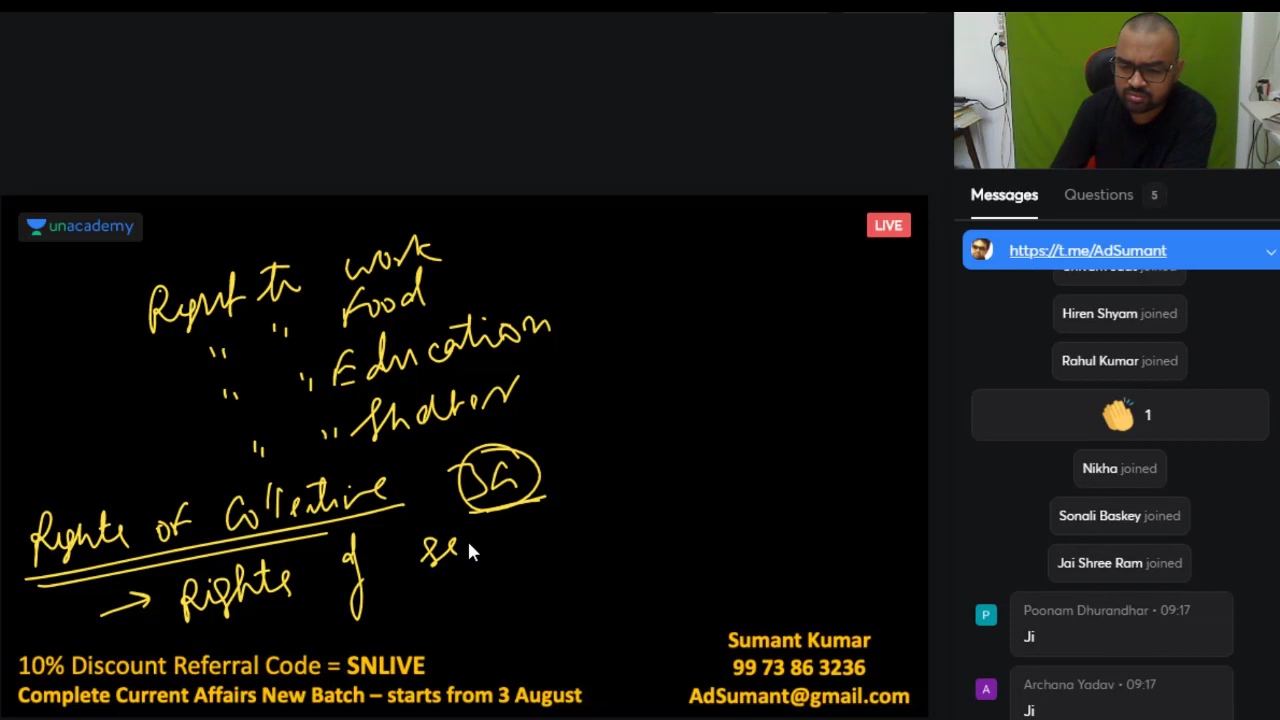 unacademy
LIVE
Right to work
" " Food
" " Education
" " Shelter
Rights of Collective
→ Rights of se
10% Discount Referral Code = SNLIVE
Complete Current Affairs New Batch – starts from 3 August
Sumant Kumar
99 73 86 3236
AdSumant@gmail.com
Messages Questions 5
https://t.me/AdSumant
Hiren Shyam joined
Rahul Kumar joined
👏 1
Nikha joined
Sonali Baskey joined
Jai Shree Ram joined
P Poonam Dhurandhar • 09:17
Ji
A Archana Yadav • 09:17
Ji